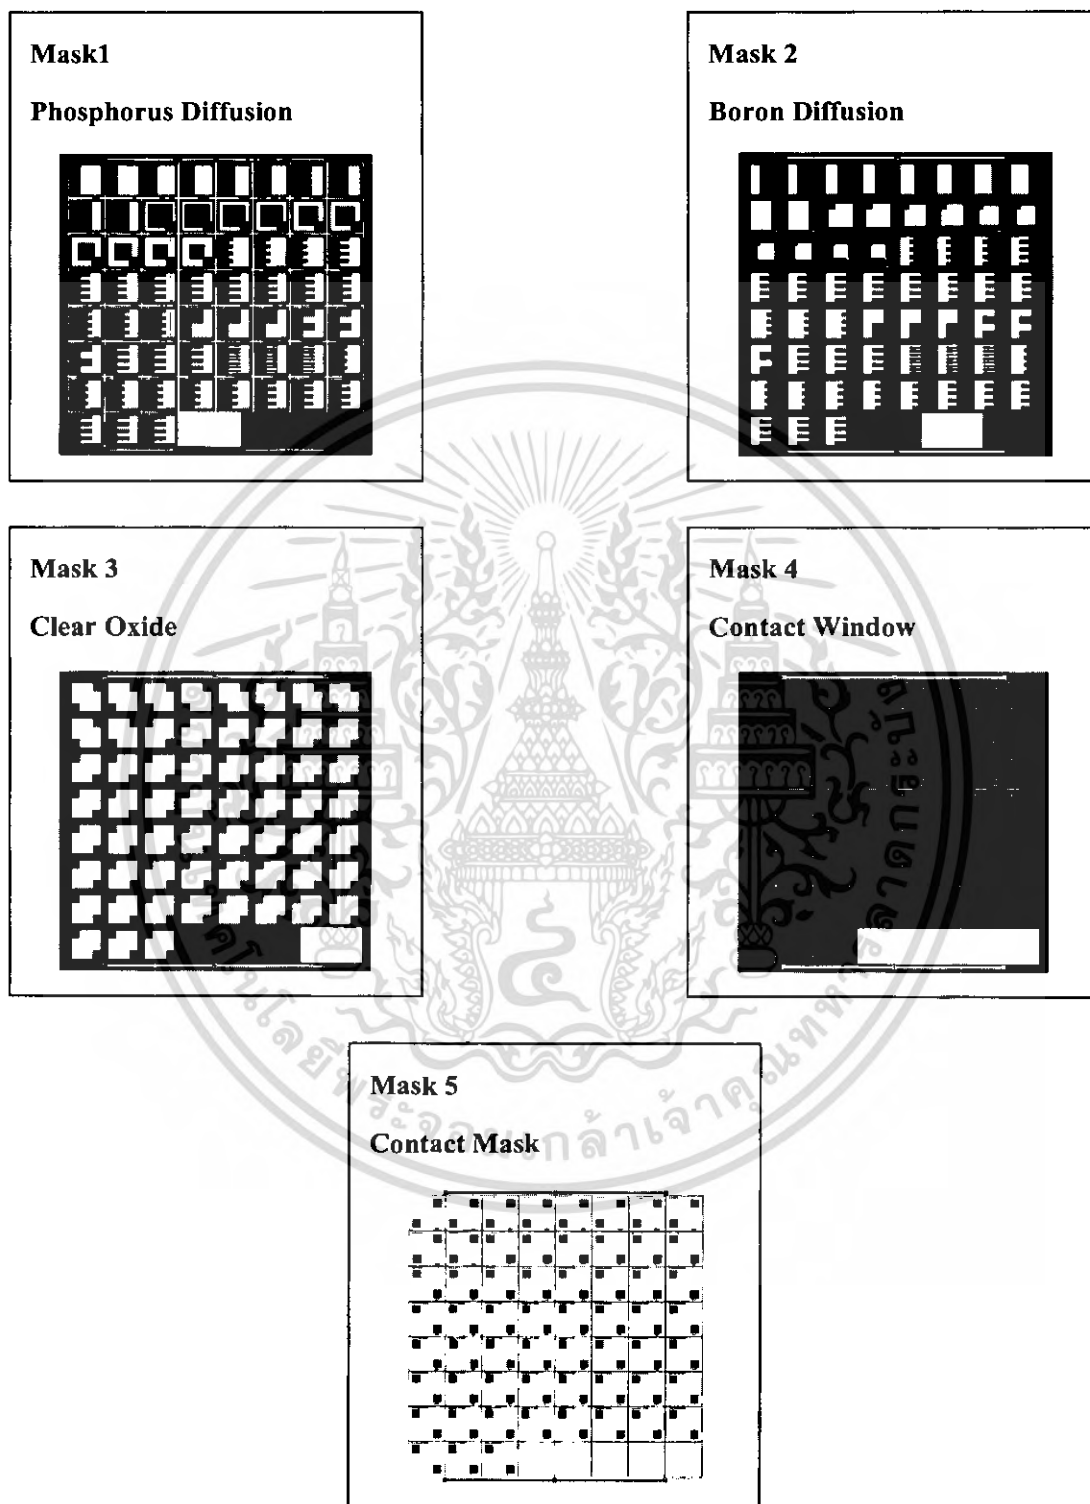 Mask1
Phosphorus Diffusion
Mask 2
Boron Diffusion
Mask 3
Clear Oxide
Mask 4
Contact Window
Mask 5
Contact Mask